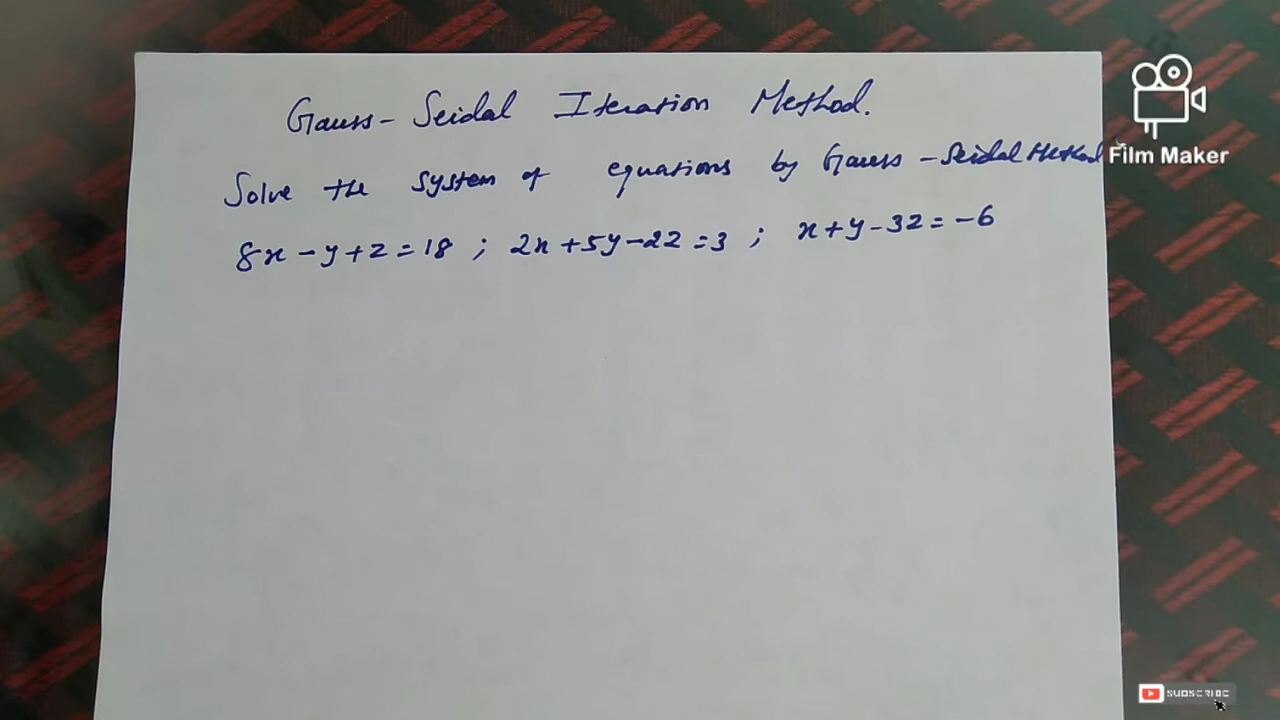 Gauss - Seidal Iteration Method.
Solve the system of equations by Gauss - Seidal Method
8x - y + z = 18 ; 2x + 5y - 2z = 3 ; x + y - 3z = -6
Film Maker
SUBSCRIBE